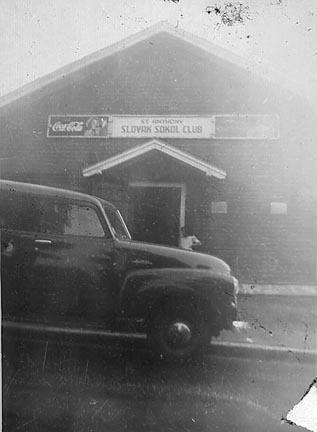 Coca-Cola
ST. ANTHONY
SLOVAK SOKOL CLUB